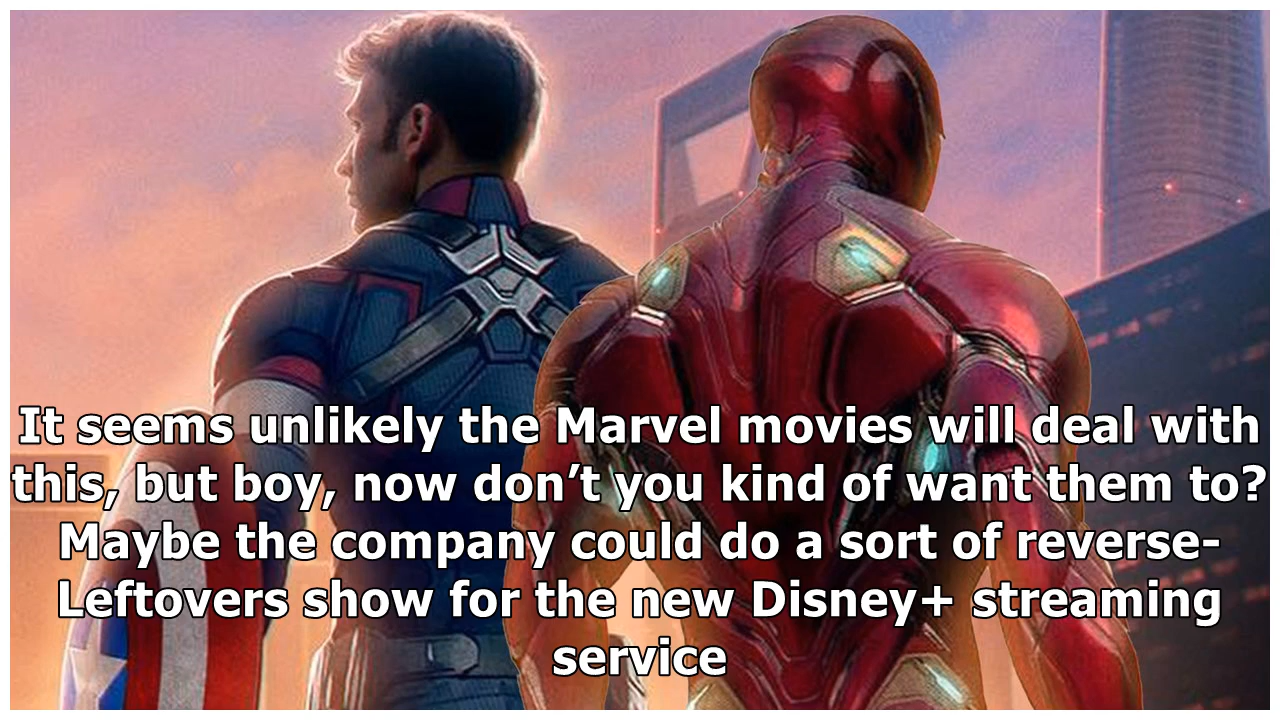 It seems unlikely the Marvel movies will deal with
this, but boy, now don’t you kind of want them to?
Maybe the company could do a sort of reverse-
Leftovers show for the new Disney+ streaming
service